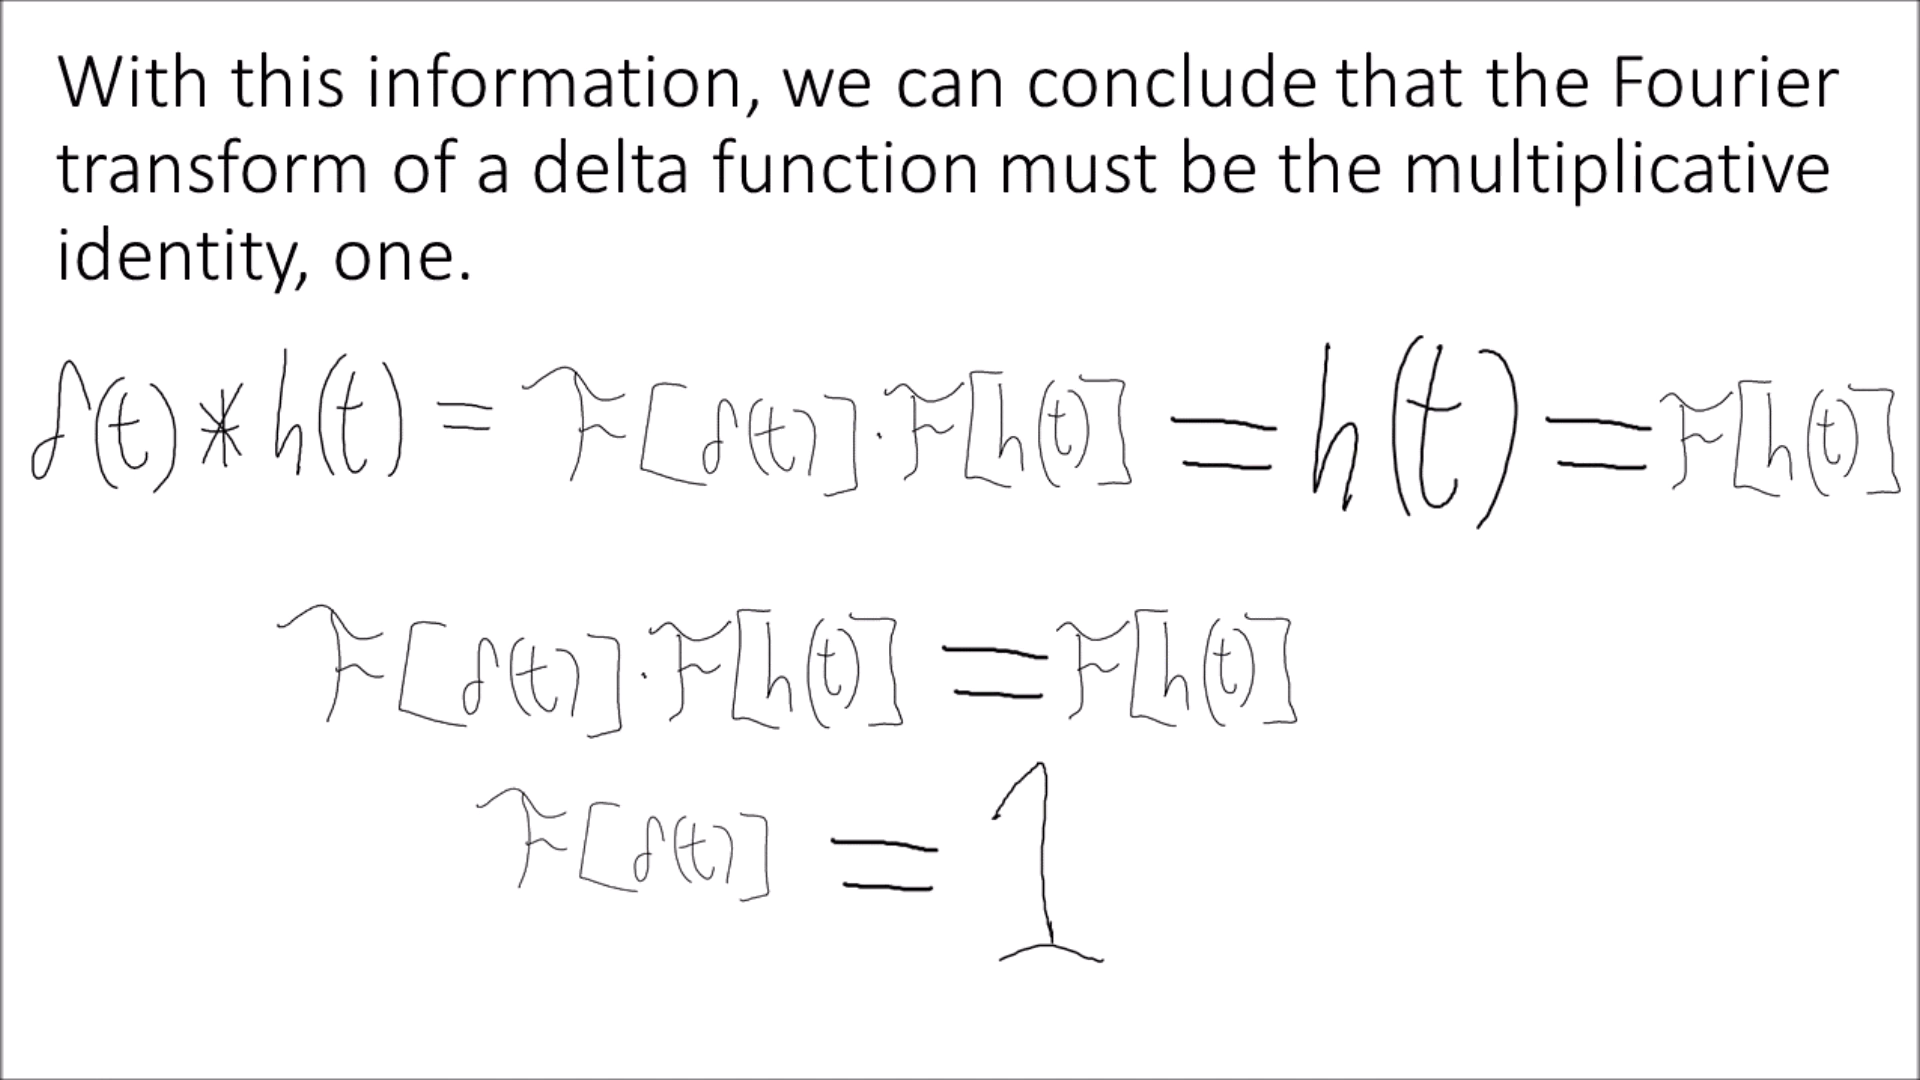 With this information, we can conclude that the Fourier
transform of a delta function must be the multiplicative
identity, one.
δ(t) * h(t) = ℱ[δ(t)] · ℱ[h(t)] = h(t) = ℱ[h(t)]
ℱ[δ(t)] · ℱ[h(t)] = ℱ[h(t)]
ℱ[δ(t)] = 1